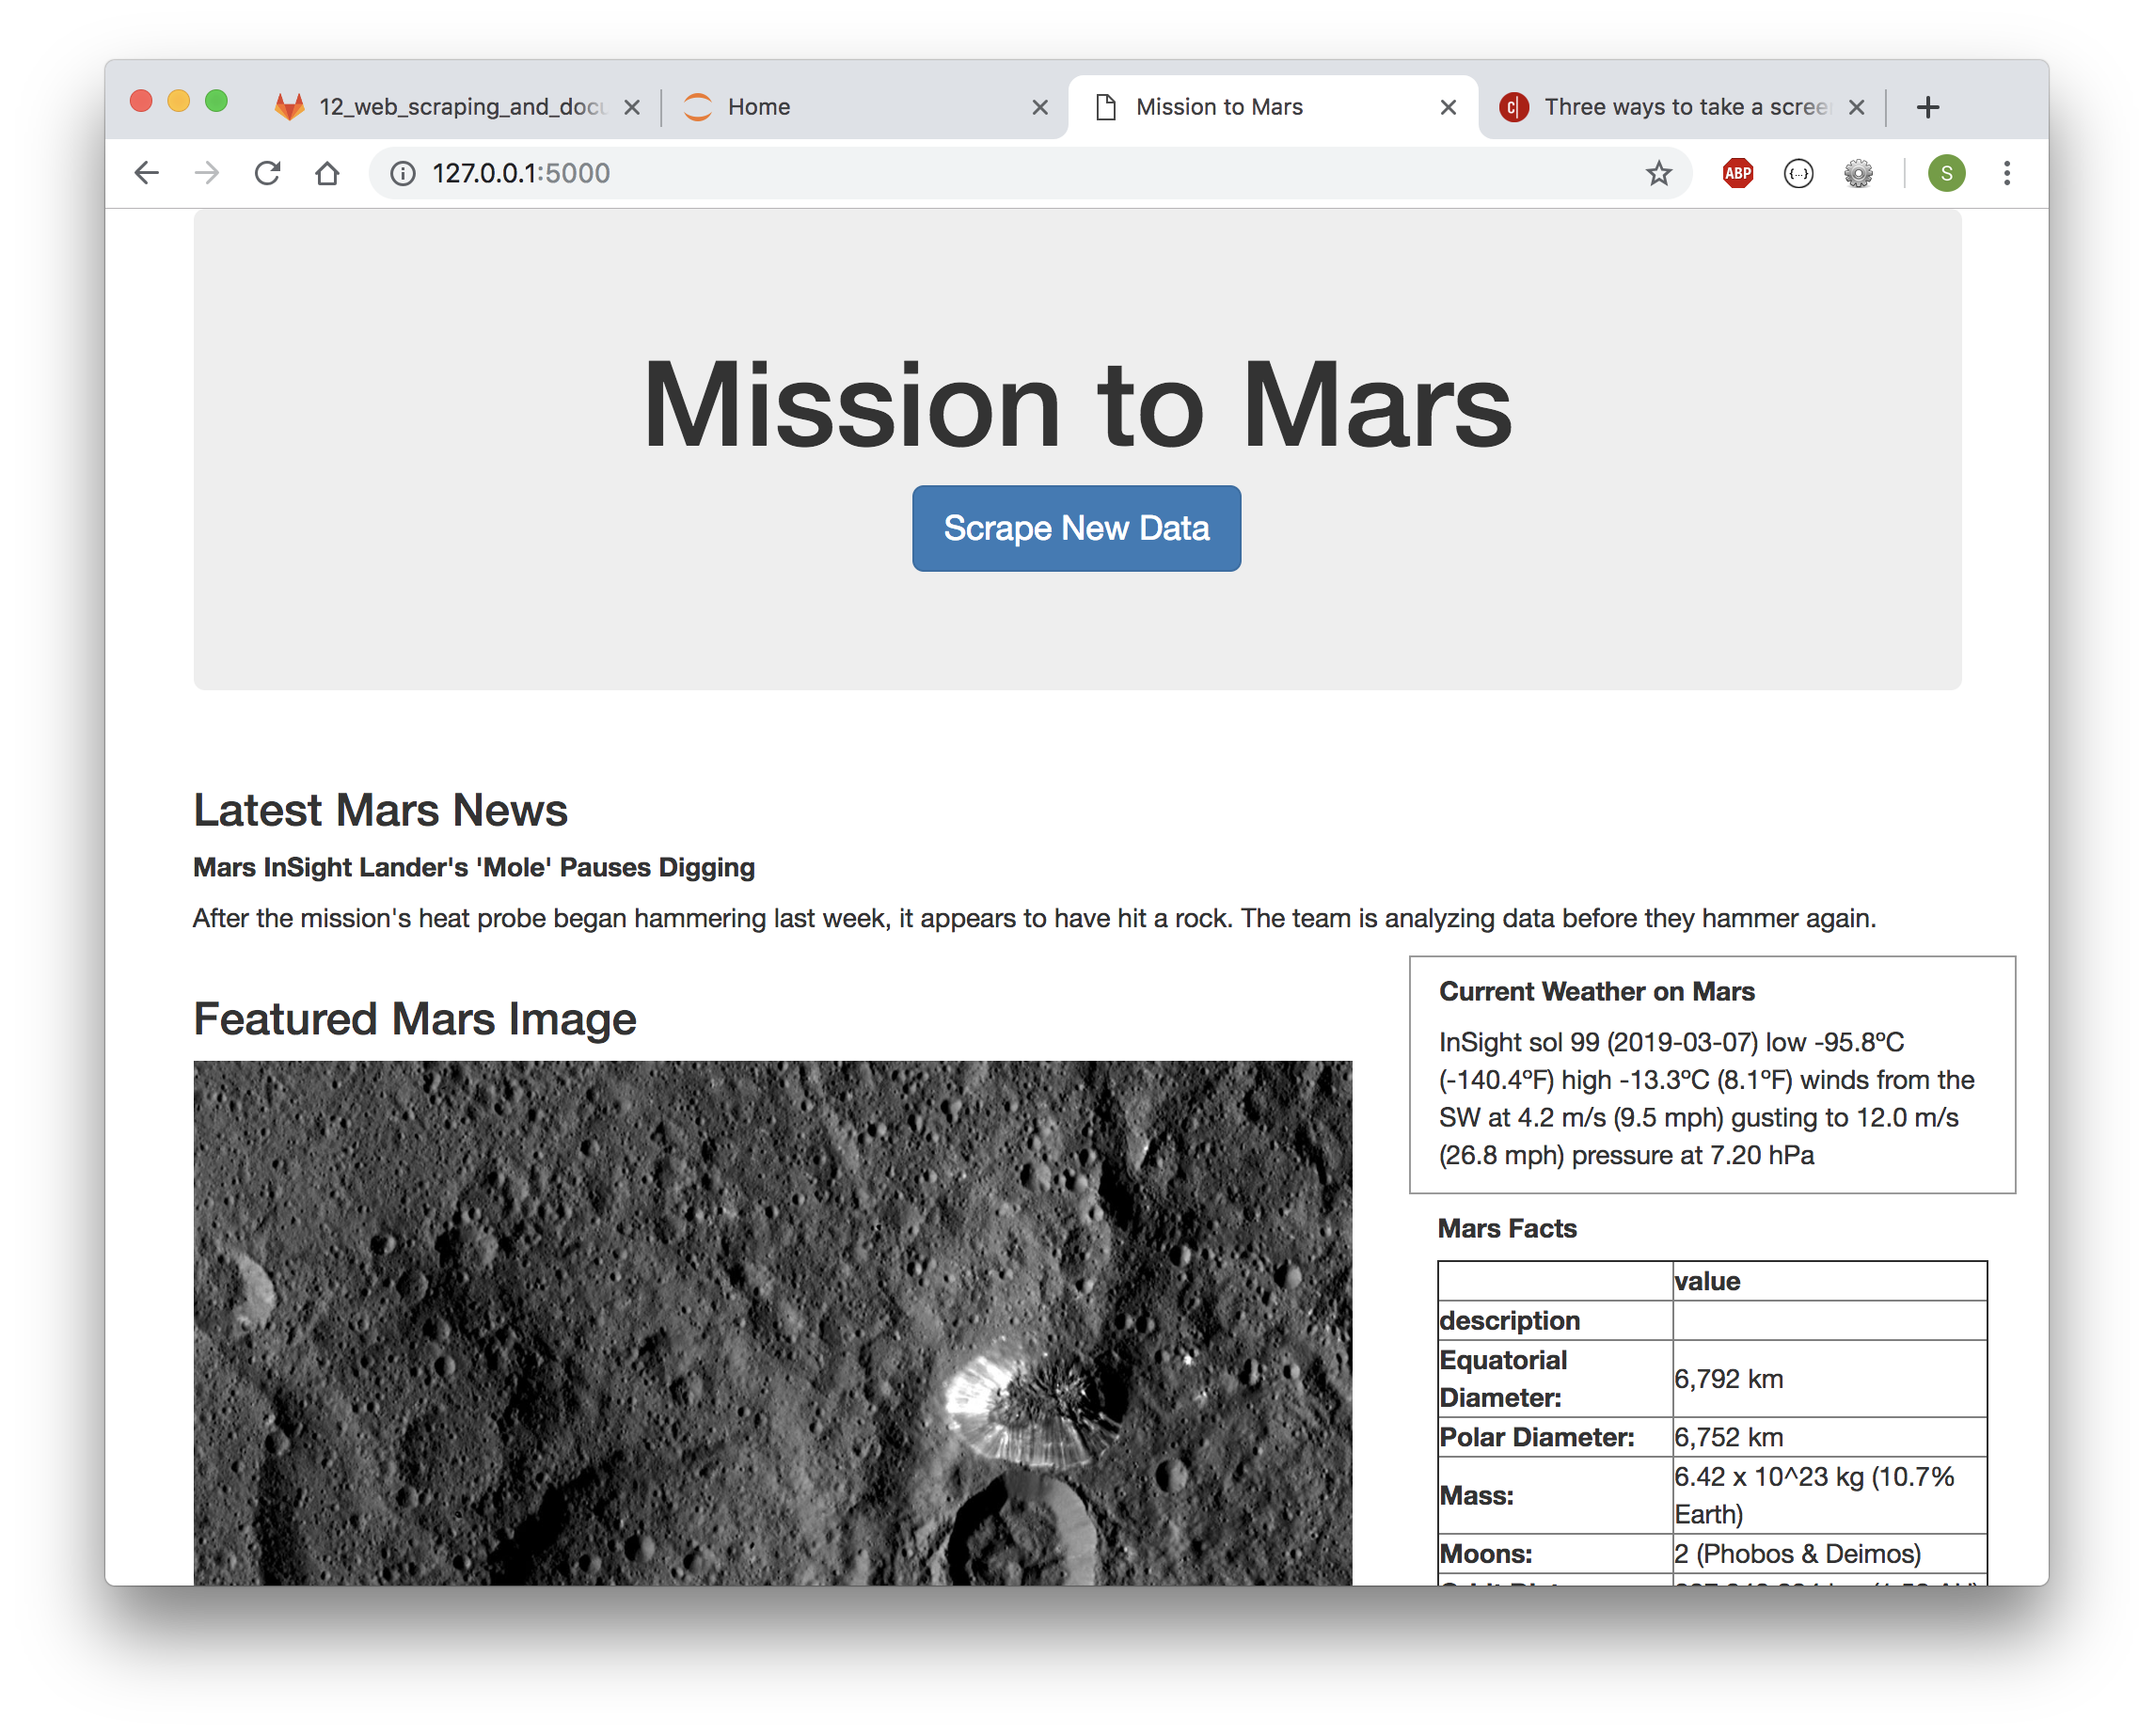 12_web_scraping_and_docu
Home
Mission to Mars
Three ways to take a scree
127.0.0.1:5000
ABP
{...}
S
Mission to Mars
Scrape New Data
Latest Mars News
Mars InSight Lander's 'Mole' Pauses Digging
After the mission's heat probe began hammering last week, it appears to have hit a rock. The team is analyzing data before they hammer again.
Featured Mars Image
Current Weather on Mars
InSight sol 99 (2019-03-07) low -95.8ºC
(-140.4ºF) high -13.3ºC (8.1ºF) winds from the
SW at 4.2 m/s (9.5 mph) gusting to 12.0 m/s
(26.8 mph) pressure at 7.20 hPa
Mars Facts
value
description
Equatorial
Diameter:
6,792 km
Polar Diameter: 6,752 km
Mass:
6.42 x 10^23 kg (10.7%
Earth)
Moons: 2 (Phobos & Deimos)